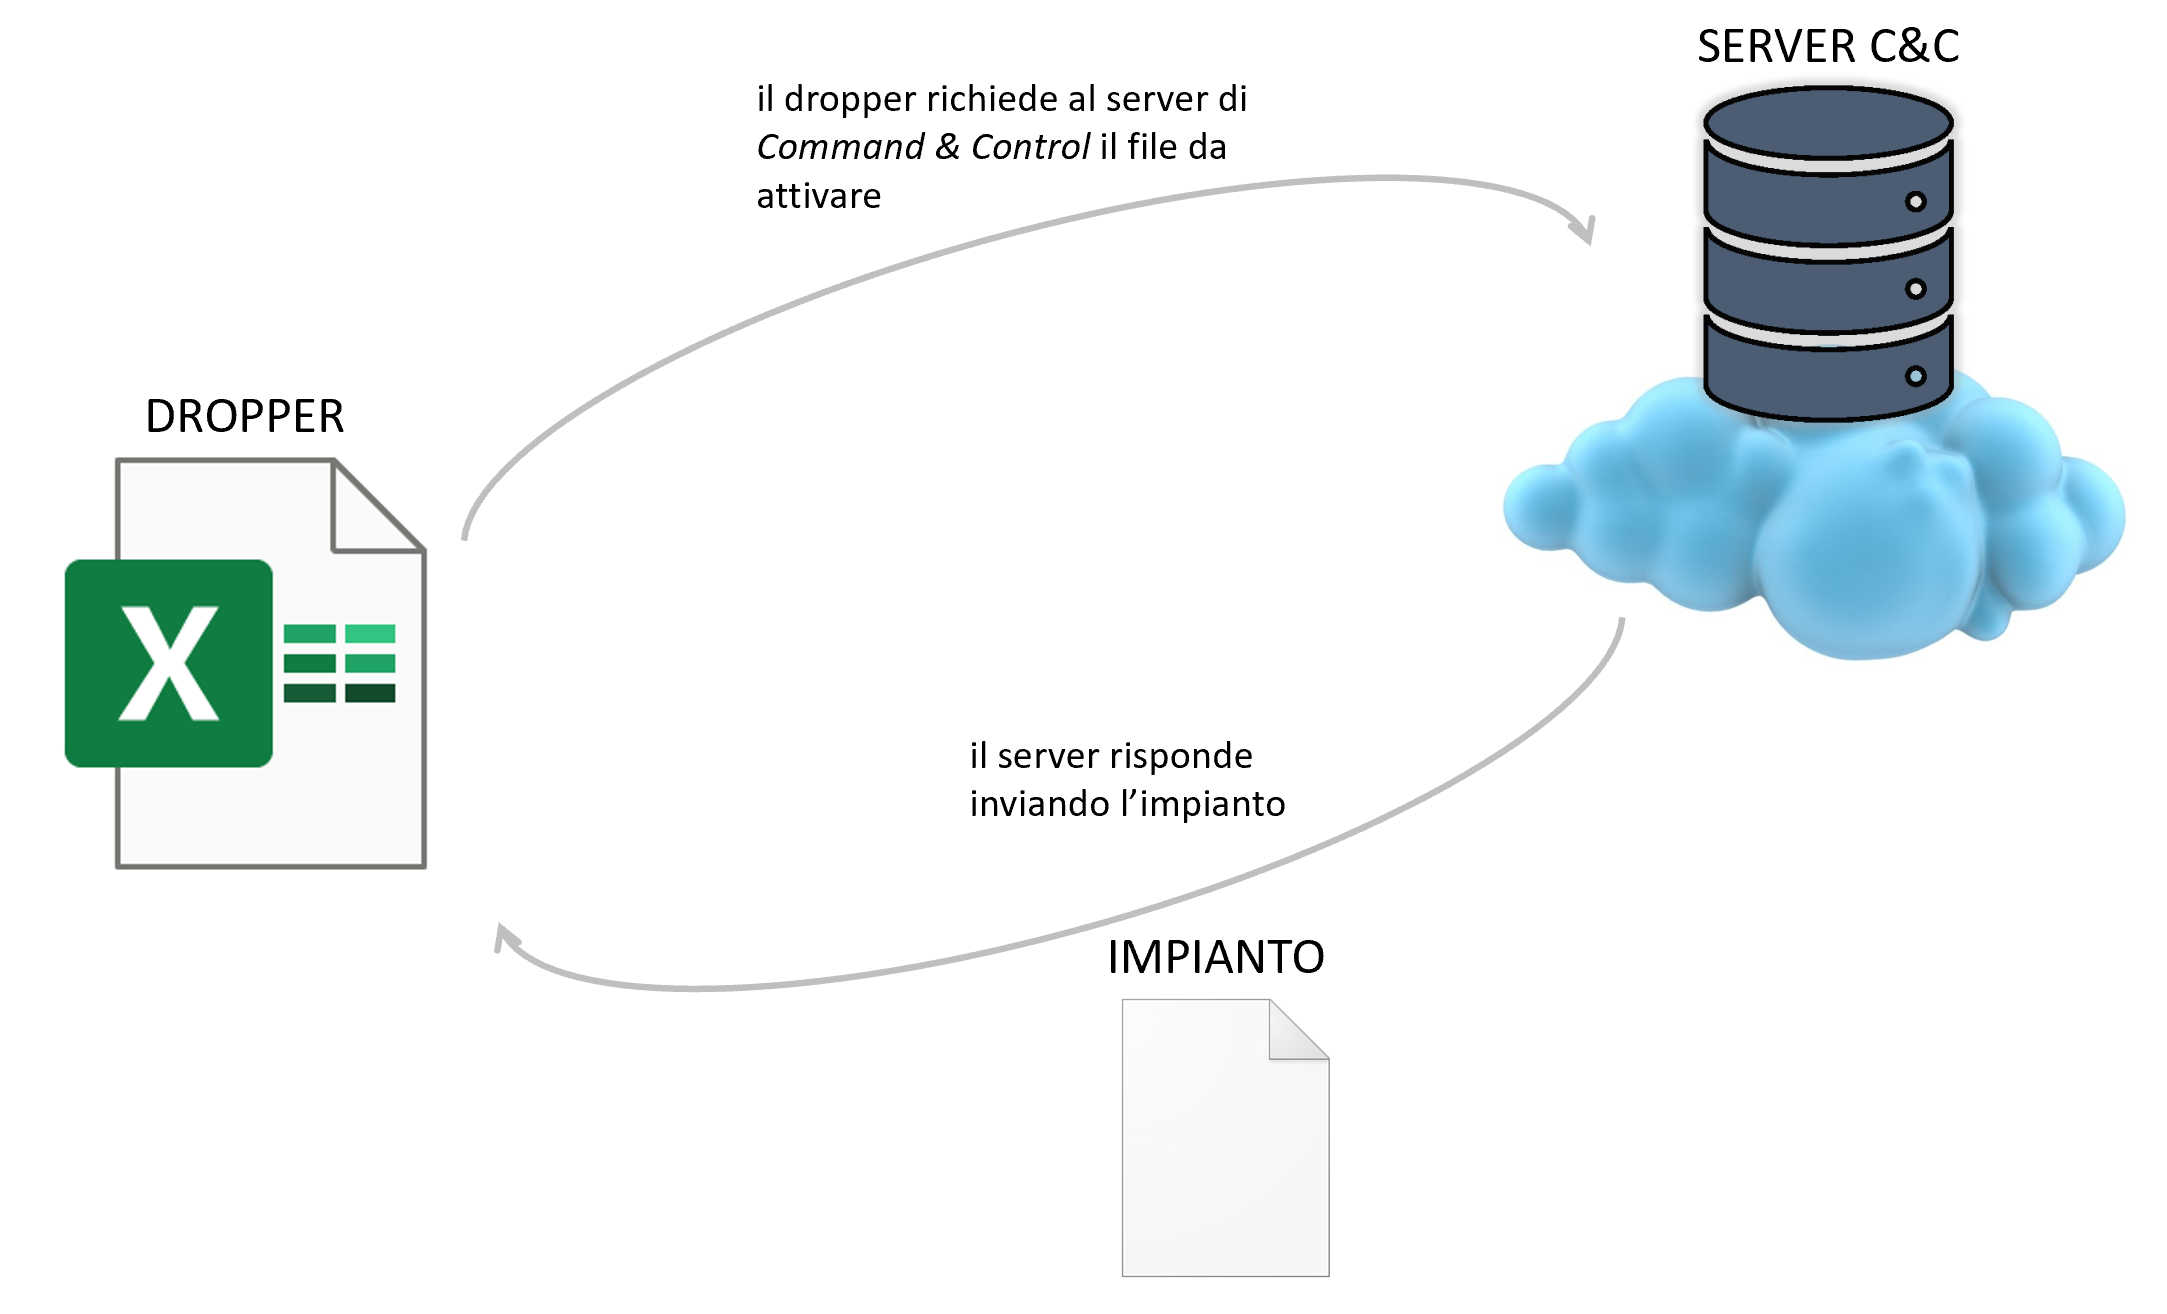 SERVER C&C
il dropper richiede al server di
Command & Control il file da
attivare
DROPPER
X
il server risponde
inviando l’impianto
IMPIANTO